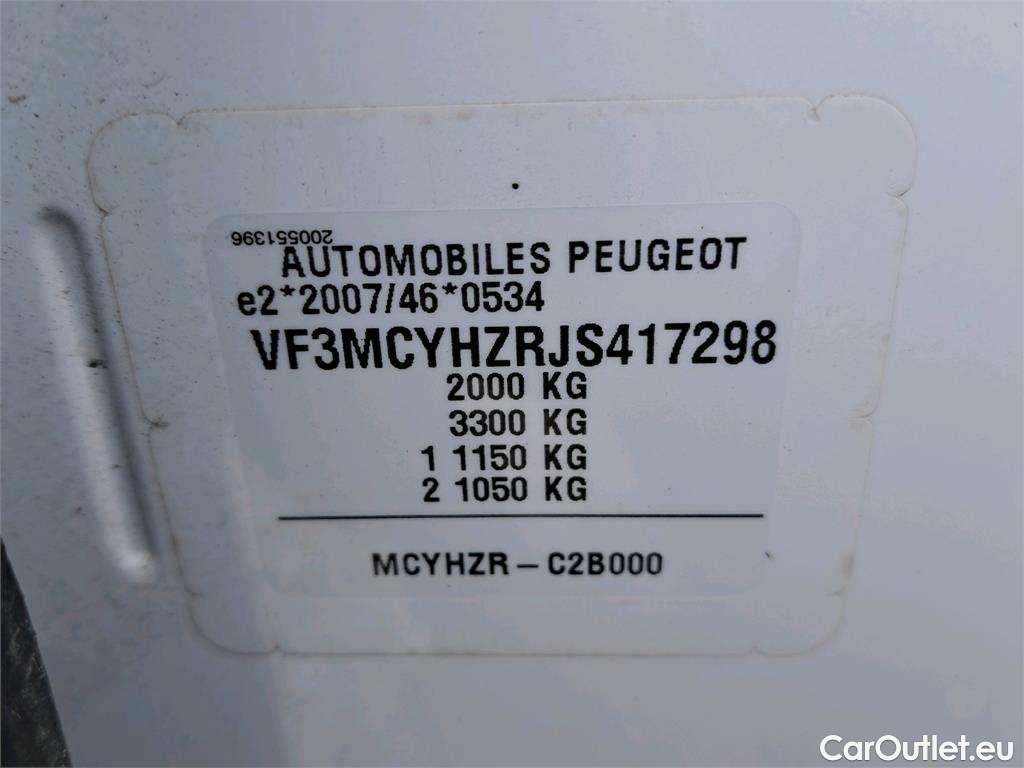 200551396
AUTOMOBILES PEUGEOT
e2*2007/46*0534
VF3MCYHZRJS417298
2000 KG
3300 KG
1 1150 KG
2 1050 KG
MCYHZR – C2B000
CarOutlet.eu